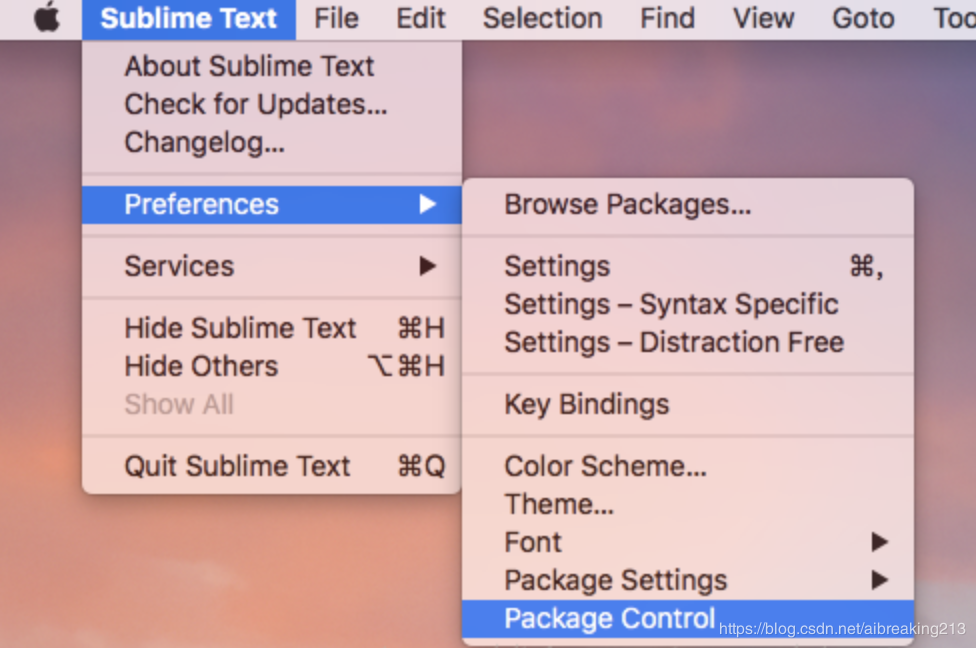 Sublime Text File Edit Selection Find View Goto
About Sublime Text
Check for Updates...
Changelog...
Preferences
Services
Hide Sublime Text ⌘H
Hide Others ⌥⌘H
Show All
Quit Sublime Text ⌘Q
Browse Packages...
Settings ⌘,
Settings – Syntax Specific
Settings – Distraction Free
Key Bindings
Color Scheme...
Theme...
Font
Package Settings
Package Control
https://blog.csdn.net/aibreaking213